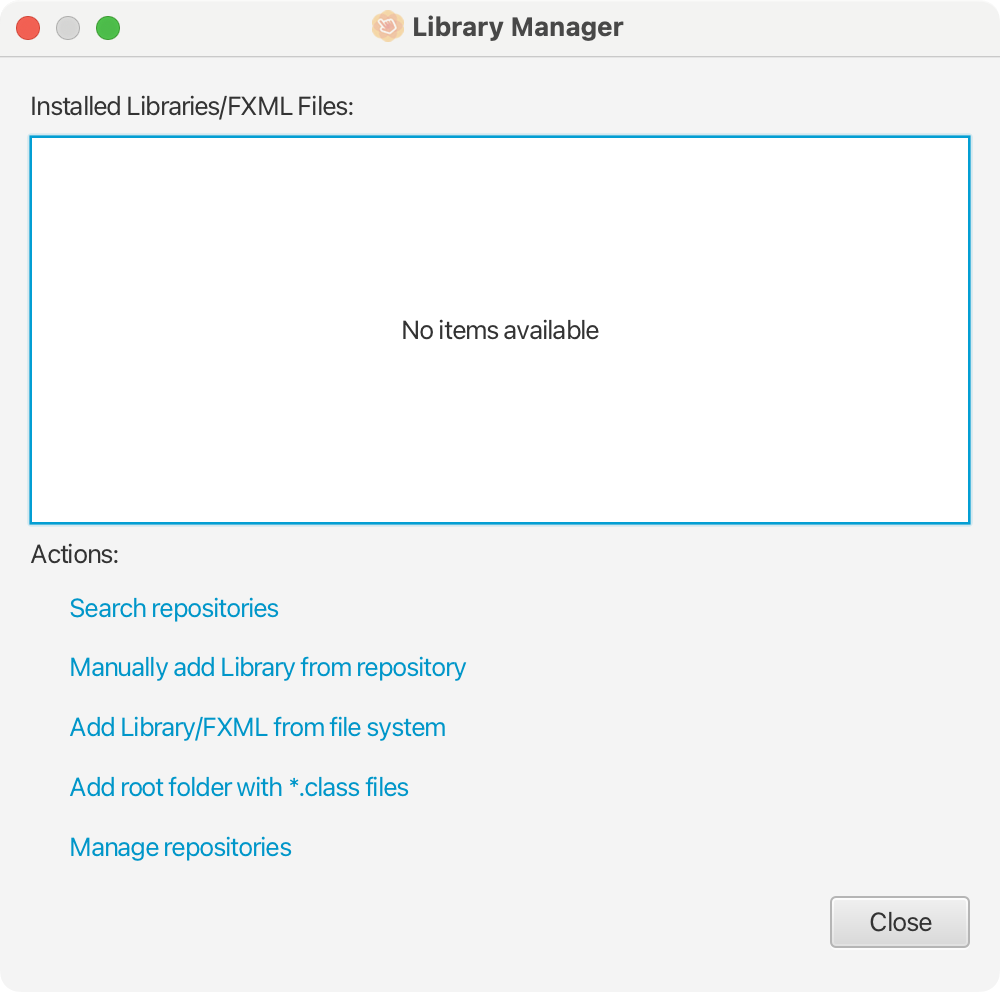 Library Manager
Installed Libraries/FXML Files:
No items available
Actions:
Search repositories
Manually add Library from repository
Add Library/FXML from file system
Add root folder with *.class files
Manage repositories
Close